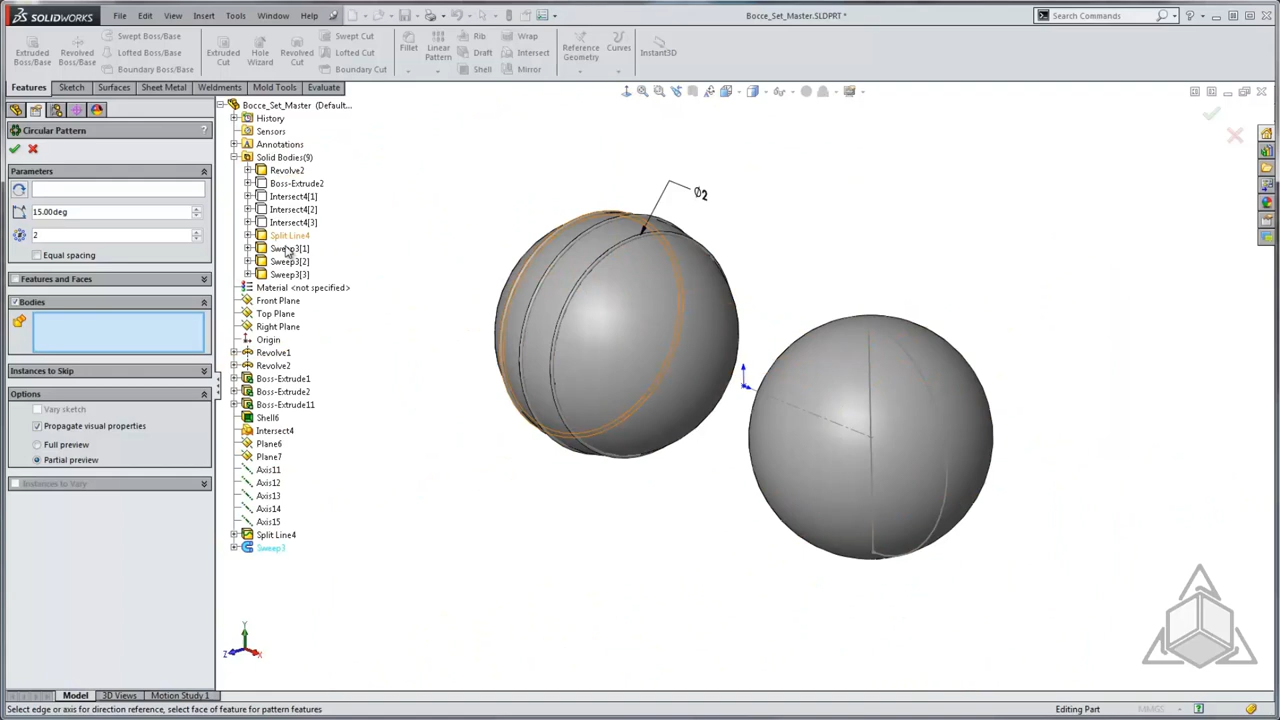 SOLIDWORKS File Edit View Insert Tools Window Help Bocce_Set_Master.SLDPRT * Search Commands
Extruded Boss/Base Revolved Boss/Base Swept Boss/Base Lofted Boss/Base Boundary Boss/Base Extruded Cut Hole Wizard Revolved Cut Swept Cut Lofted Cut Boundary Cut Fillet Linear Pattern Rib Draft Shell Wrap Intersect Mirror Reference Geometry Curves Instant3D
Features Sketch Surfaces Sheet Metal Weldments Mold Tools Evaluate
Circular Pattern ?
Parameters
15.00deg
2
Equal spacing
Features and Faces
Bodies
Instances to Skip
Options
Vary sketch
Propagate visual properties
Full preview
Partial preview
Instances to Vary
Bocce_Set_Master (Default...
History
Sensors
Annotations
Solid Bodies(9)
Revolve2
Boss-Extrude2
Intersect4[1]
Intersect4[2]
Intersect4[3]
Split Line4
Sweep3[1]
Sweep3[2]
Sweep3[3]
Material <not specified>
Front Plane
Top Plane
Right Plane
Origin
Revolve1
Revolve2
Boss-Extrude1
Boss-Extrude2
Boss-Extrude11
Shell6
Intersect4
Plane6
Plane7
Axis11
Axis12
Axis13
Axis14
Axis15
Split Line4
Sweep3
Ø2
Y
Z X
Model 3D Views Motion Study 1
Select edge or axis for direction reference, select face of feature for pattern features Editing Part MMGS